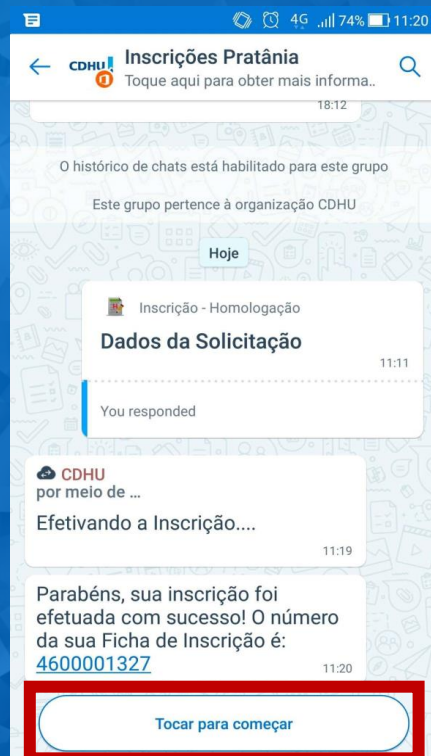 4G 74% 11:20
CDHU Inscrições Pratânia
Toque aqui para obter mais informa..
18:12
O histórico de chats está habilitado para este grupo
Este grupo pertence à organização CDHU
Hoje
Inscrição - Homologação
Dados da Solicitação
11:11
You responded
CDHU
por meio de ...
Efetivando a Inscrição....
11:19
Parabéns, sua inscrição foi
efetuada com sucesso! O número
da sua Ficha de Inscrição é:
4600001327
11:20
Tocar para começar